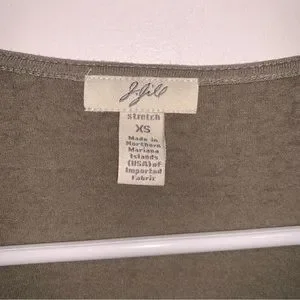 J.Jill
stretch
XS
Made in
Northern
Mariana
Islands
(USA) of
Imported
Fabric